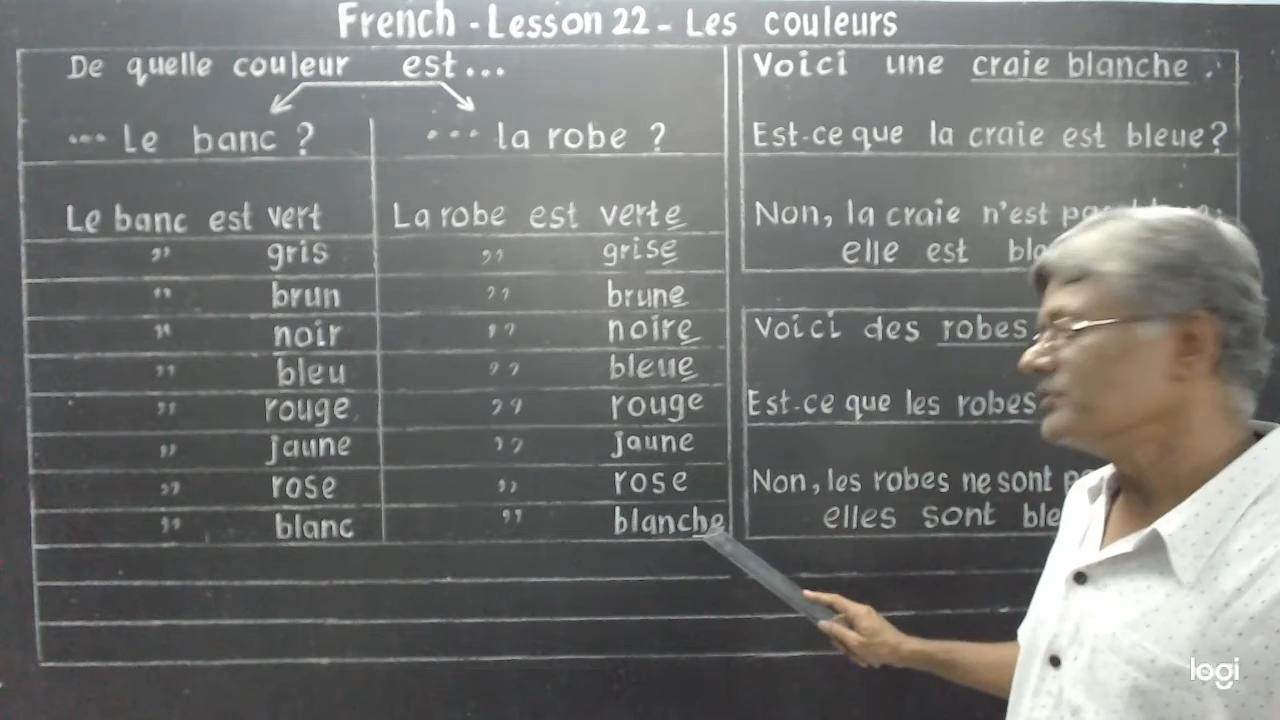 French - Lesson 22 - Les couleurs
De quelle couleur est...
... Le banc ?
... la robe ?
Le banc est vert
La robe est verte
" gris
" grise
" brun
" brune
" noir
" noire
" bleu
" bleue
" rouge
" rouge
" jaune
" jaune
" rose
" rose
" blanc
" blanche
Voici une craie blanche.
Est-ce que la craie est bleue?
Non, la craie n'est
elle est
Voici des robes
Est-ce que les robes
Non, les robes ne sont
elles sont
logi